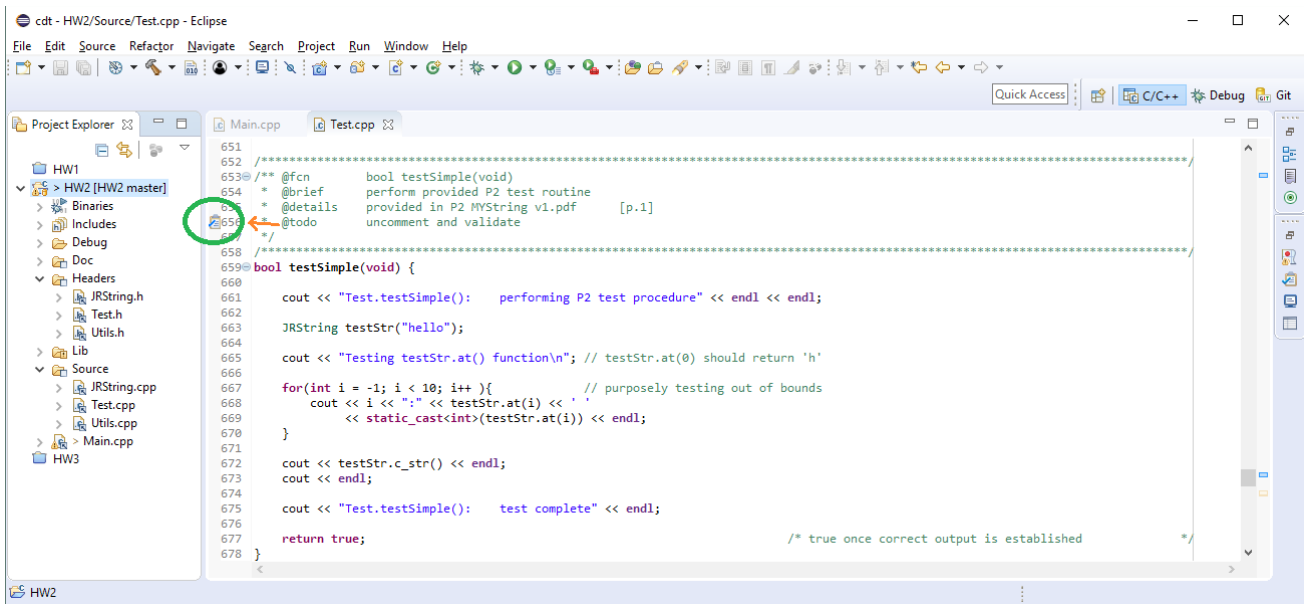 cdt - HW2/Source/Test.cpp - Eclipse
File Edit Source Refactor Navigate Search Project Run Window Help
Quick Access C/C++ Debug Git
Project Explorer
HW1
> HW2 [HW2 master]
Binaries
Includes
Debug
Doc
Headers
JRString.h
Test.h
Utils.h
Lib
Source
JRString.cpp
Test.cpp
Utils.cpp
> Main.cpp
HW3
Main.cpp Test.cpp
651
652
653 /** @fcn bool testSimple(void)
654 * @brief perform provided P2 test routine
655 * @details provided in P2 MYString v1.pdf [p.1]
656 * @todo uncomment and validate
657 */
658
659 bool testSimple(void) {
660
661 cout << "Test.testSimple(): performing P2 test procedure" << endl << endl;
662
663 JRString testStr("hello");
664
665 cout << "Testing testStr.at() function\n"; // testStr.at(0) should return 'h'
666
667 for(int i = -1; i < 10; i++ ){ // purposely testing out of bounds
668 cout << i << ":" << testStr.at(i) << ' '
669 << static_cast<int>(testStr.at(i)) << endl;
670 }
671
672 cout << testStr.c_str() << endl;
673 cout << endl;
674
675 cout << "Test.testSimple(): test complete" << endl;
676
677 return true; /* true once correct output is established */
678 }
HW2